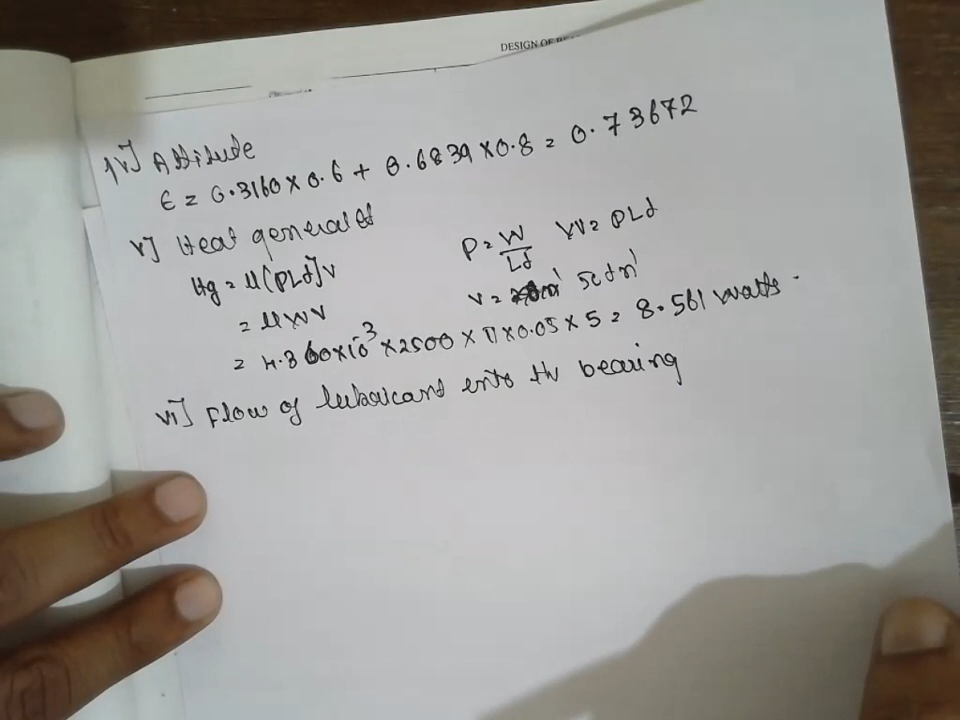 DESIGN OF
iv] Attitude
ε = 0.3160 x 0.6 + 0.6839 x 0.8 = 0.73672
v] Heat generated
Hg = μ(PLd)v P = W/Ld W = PLd
= μWv v = πdn'
= 4.360x10^-3 x 2500 x π x 0.05 x 5 = 8.561 watts.
vi] Flow of lubricant into the bearing